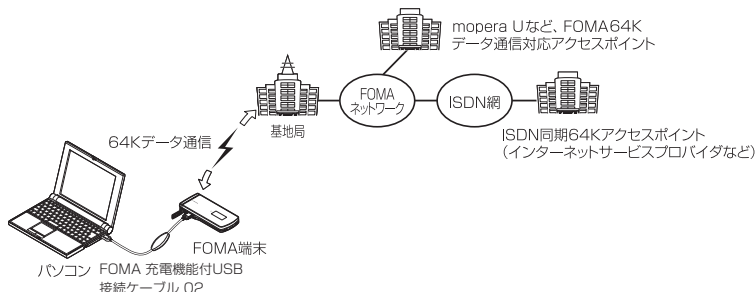 mopera Uなど、FOMA64K
データ通信対応アクセスポイント
FOMA
ネットワーク
ISDN網
基地局
64Kデータ通信
ISDN同期64Kアクセスポイント
（インターネットサービスプロバイダなど）
FOMA端末
パソコン
FOMA 充電機能付USB
接続ケーブル 02